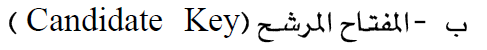 ب - المفتاح المرشح (Candidate Key )